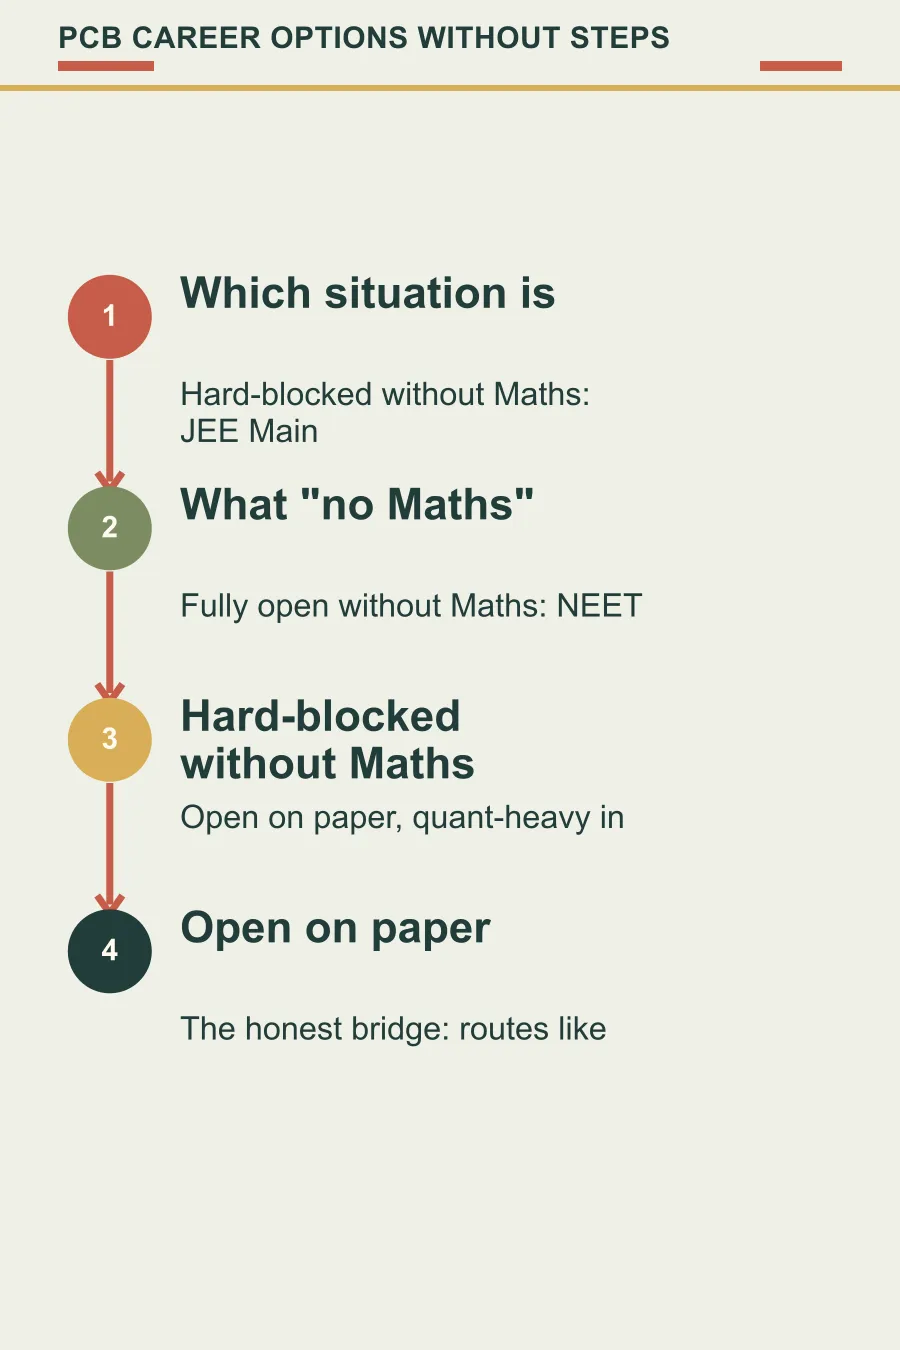 PCB CAREER OPTIONS WITHOUT STEPS
1
Which situation is
Hard-blocked without Maths:
JEE Main
2
What "no Maths"
Fully open without Maths: NEET
3
Hard-blocked
without Maths
Open on paper, quant-heavy in
4
Open on paper
The honest bridge: routes like